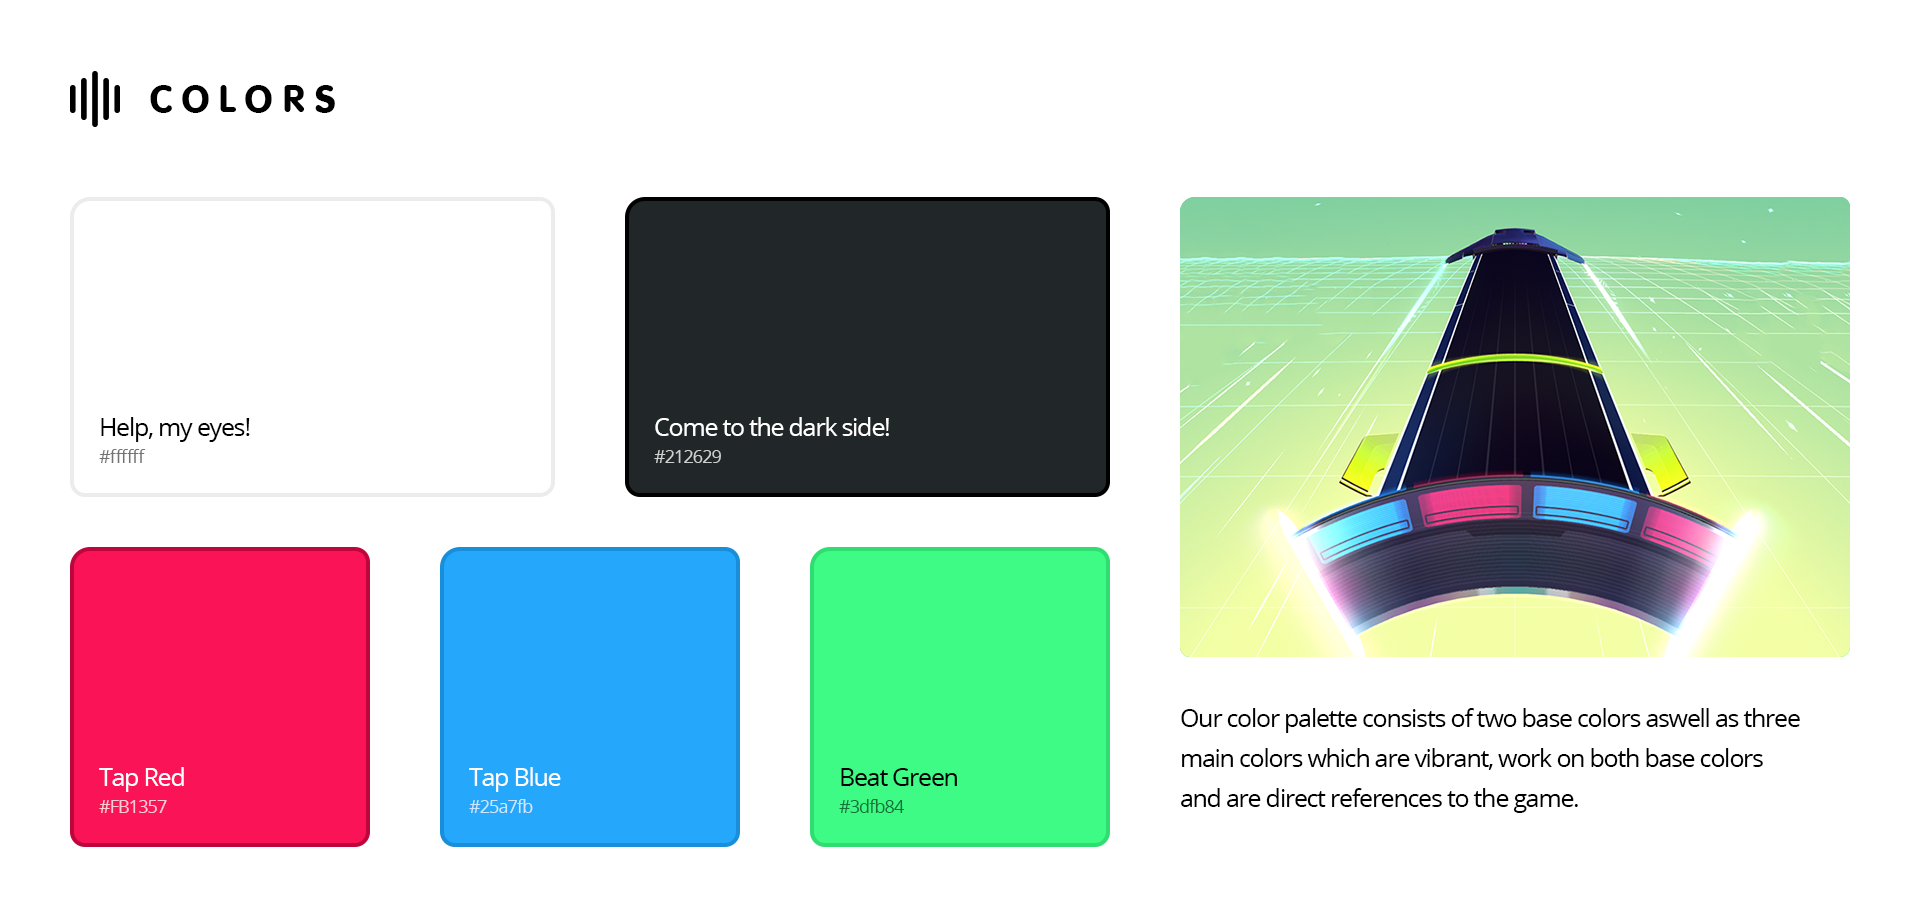 COLORS
Help, my eyes!
#ffffff
Come to the dark side!
#212629
Tap Red
#FB1357
Tap Blue
#25a7fb
Beat Green
#3dfb84
Our color palette consists of two base colors aswell as three
main colors which are vibrant, work on both base colors
and are direct references to the game.